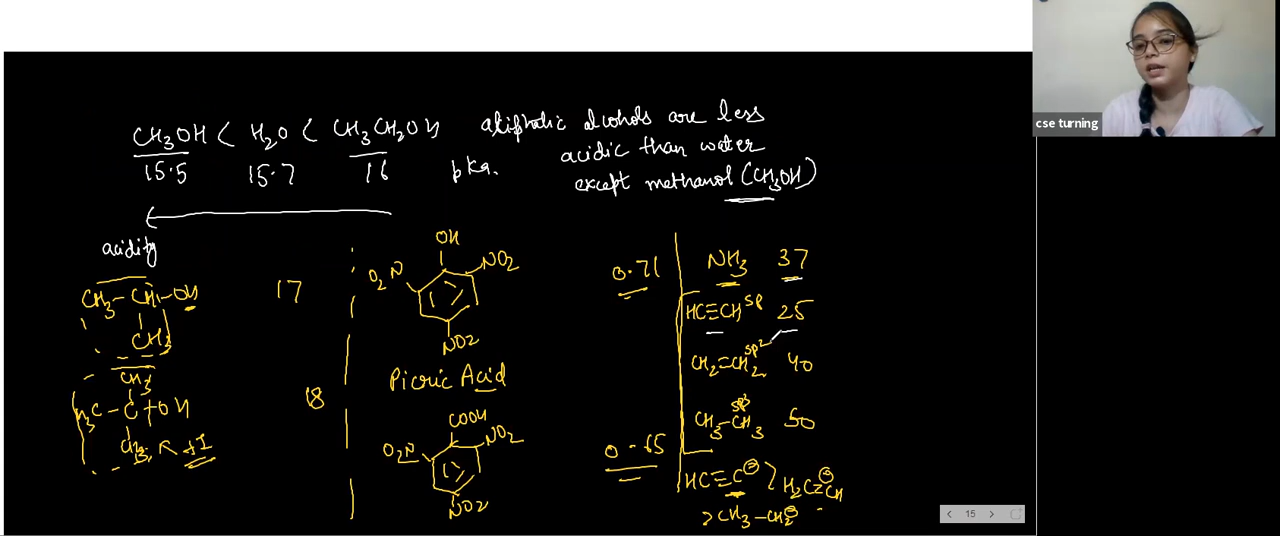 CH3OH < H2O < CH3CH2OH aliphatic alcohols are less
acidic than water
15.5 15.7 16 pKa. except methanol (CH3OH)
acidity
CH3-CH-OH 17
CH3
CH3
H3C-C+OH 18
CH3. +I
OH
O2N NO2
NO2
0.71
Picric Acid
COOH
O2N NO2
NO2
0.65
NH3 37
HC≡CH sp 25
CH2=CH2 sp2 40
CH3-CH3 sp3 50
HC≡C⊖ > H2C=CH⊖
> CH3-CH2⊖
cse turning
15